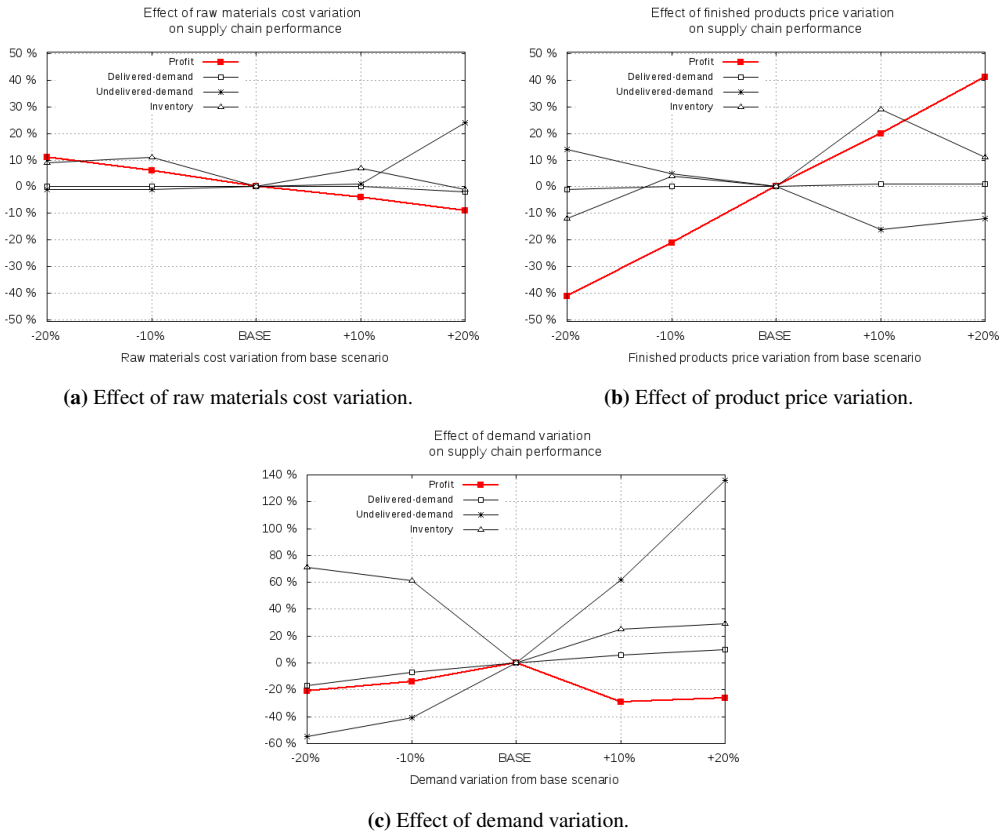 Effect of raw materials cost variation
on supply chain performance
50 %
40 %
30 %
20 %
10 %
0 %
-10 %
-20 %
-30 %
-40 %
-50 %
Profit
Delivered-demand
Undelivered-demand
Inventory
-20%
-10%
BASE
+10%
+20%
Raw materials cost variation from base scenario
(a) Effect of raw materials cost variation.
Effect of finished products price variation
on supply chain performance
50 %
40 %
30 %
20 %
10 %
0 %
-10 %
-20 %
-30 %
-40 %
-50 %
Profit
Delivered-demand
Undelivered-demand
Inventory
-20%
-10%
BASE
+10%
+20%
Finished products price variation from base scenario
(b) Effect of product price variation.
Effect of demand variation
on supply chain performance
140 %
120 %
100 %
80 %
60 %
40 %
20 %
0 %
-20 %
-40 %
-60 %
Profit
Delivered-demand
Undelivered-demand
Inventory
-20%
-10%
BASE
+10%
+20%
Demand variation from base scenario
(c) Effect of demand variation.